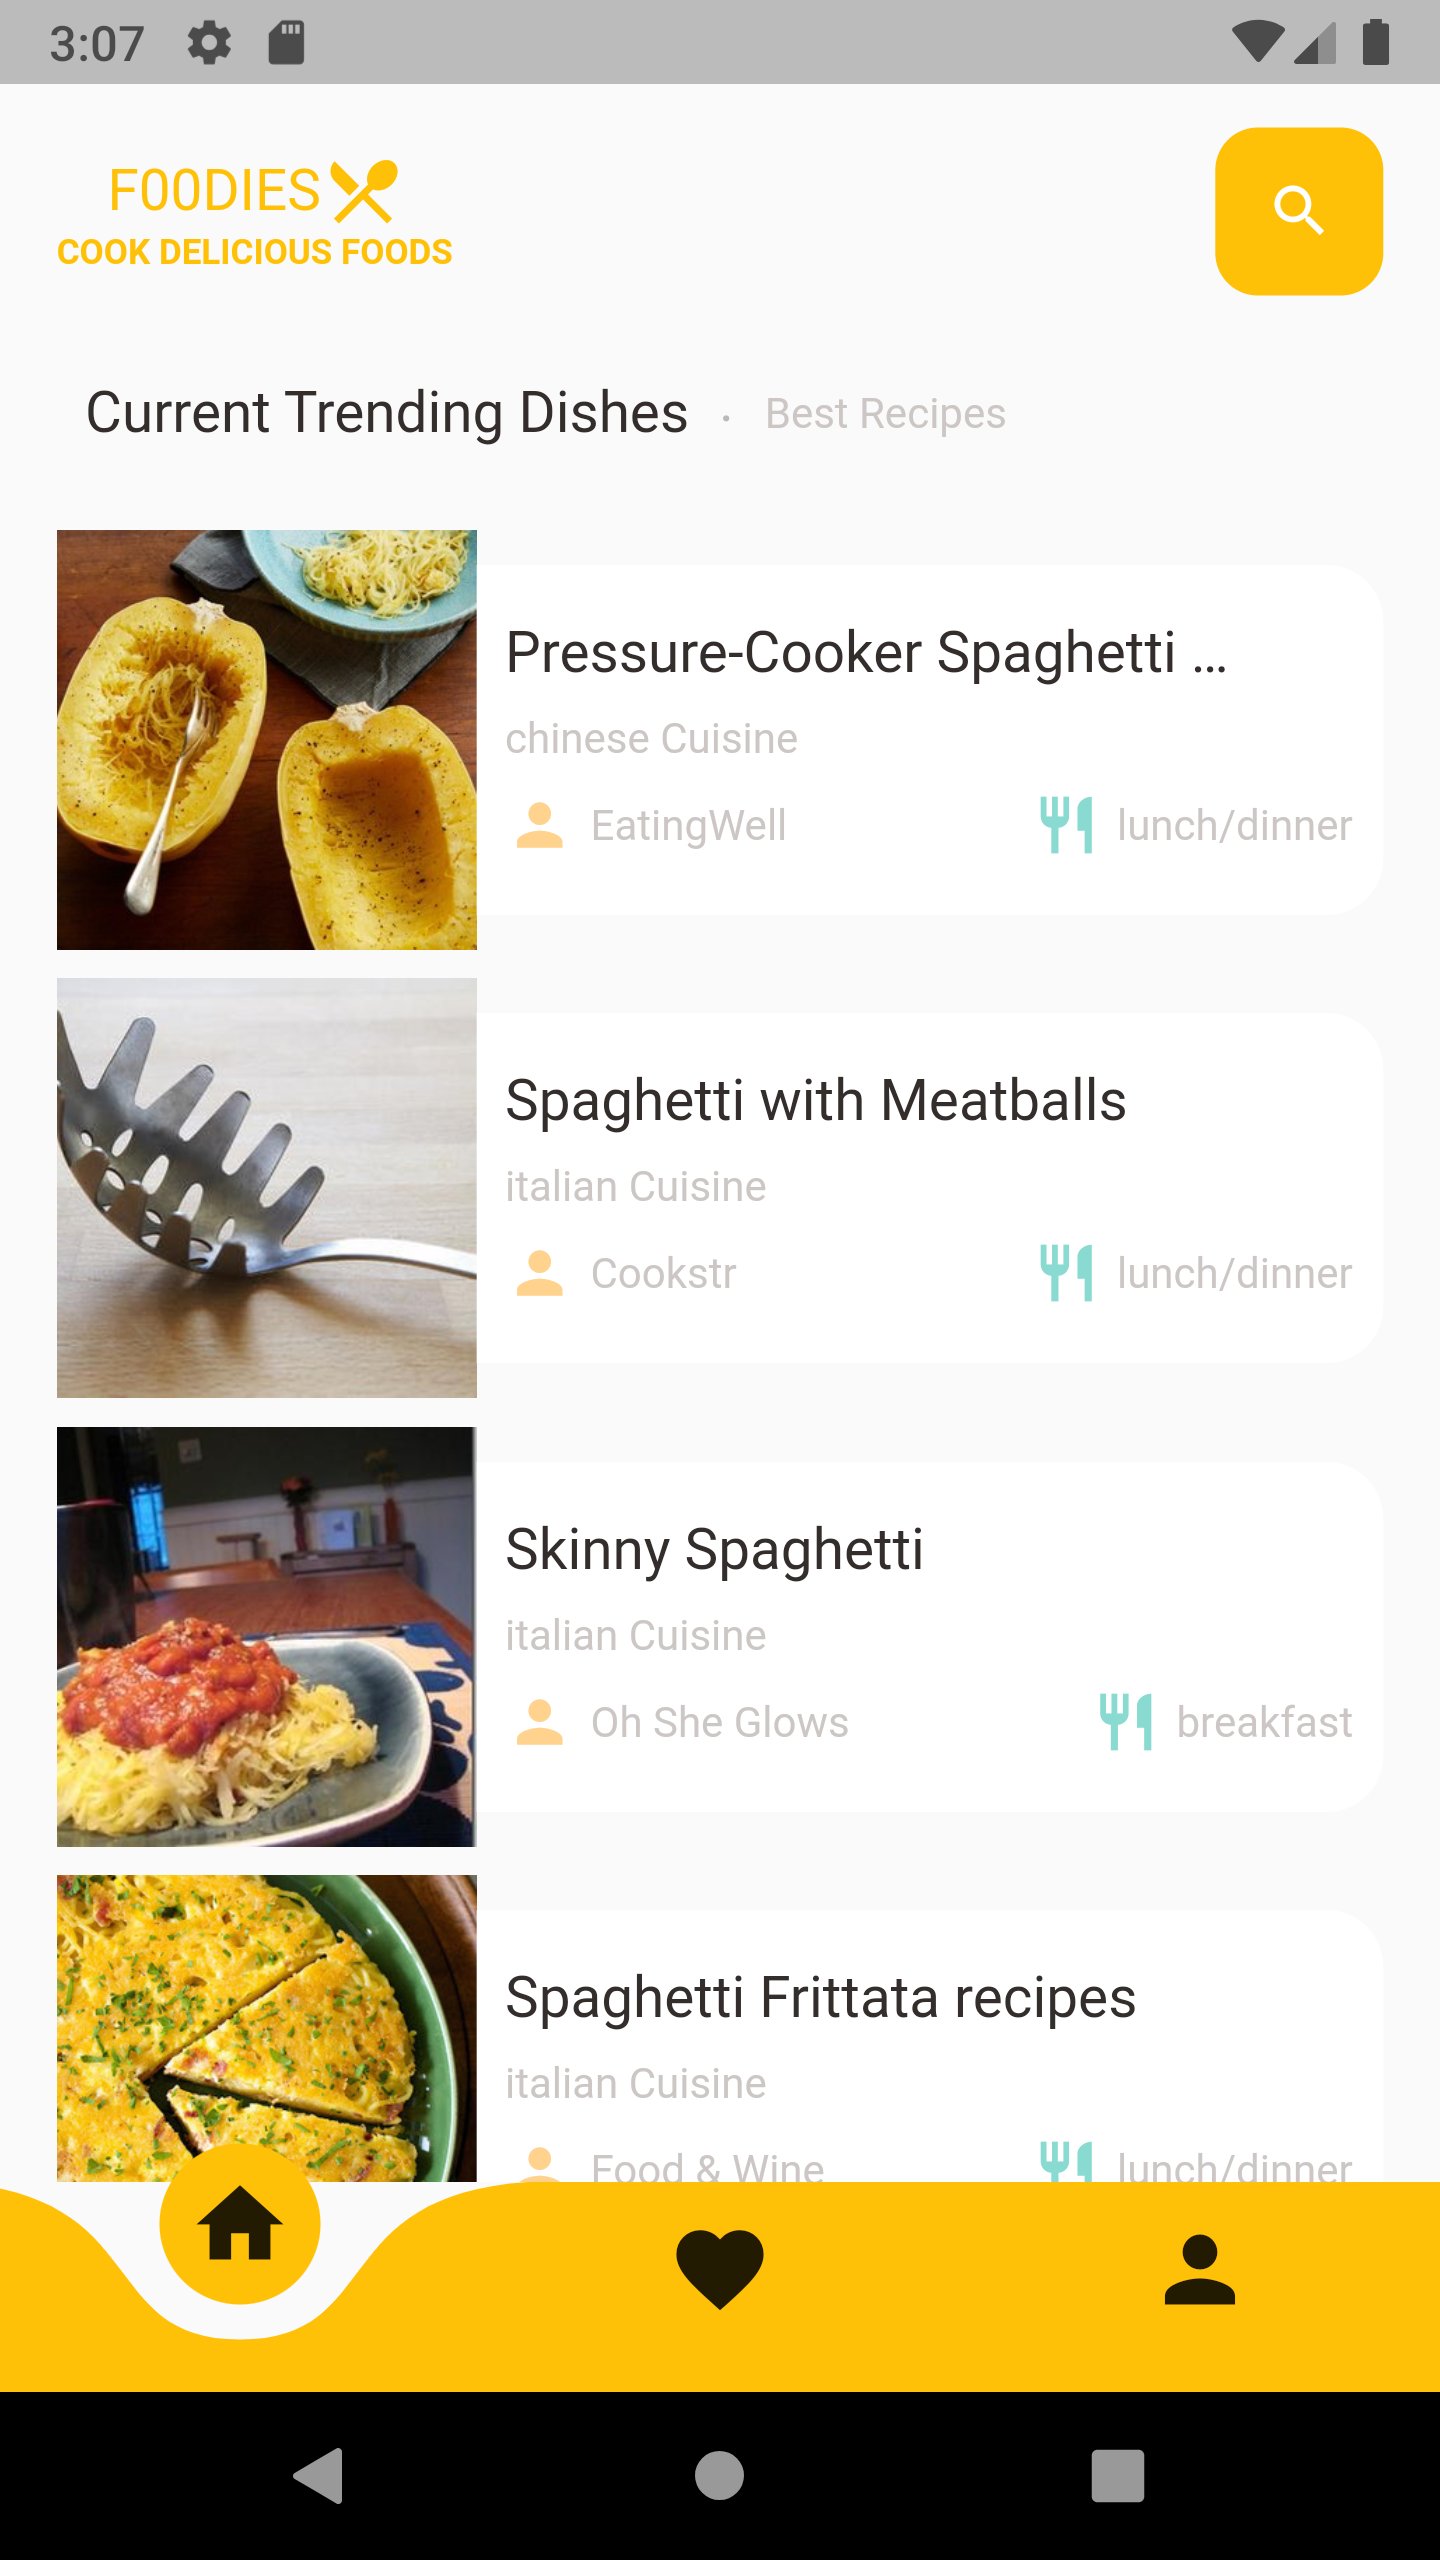 3:07
F00DIES
COOK DELICIOUS FOODS
Current Trending Dishes · Best Recipes
Pressure-Cooker Spaghetti ...
chinese Cuisine
EatingWell lunch/dinner
Spaghetti with Meatballs
italian Cuisine
Cookstr lunch/dinner
Skinny Spaghetti
italian Cuisine
Oh She Glows breakfast
Spaghetti Frittata recipes
italian Cuisine
Food & Wine lunch/dinner